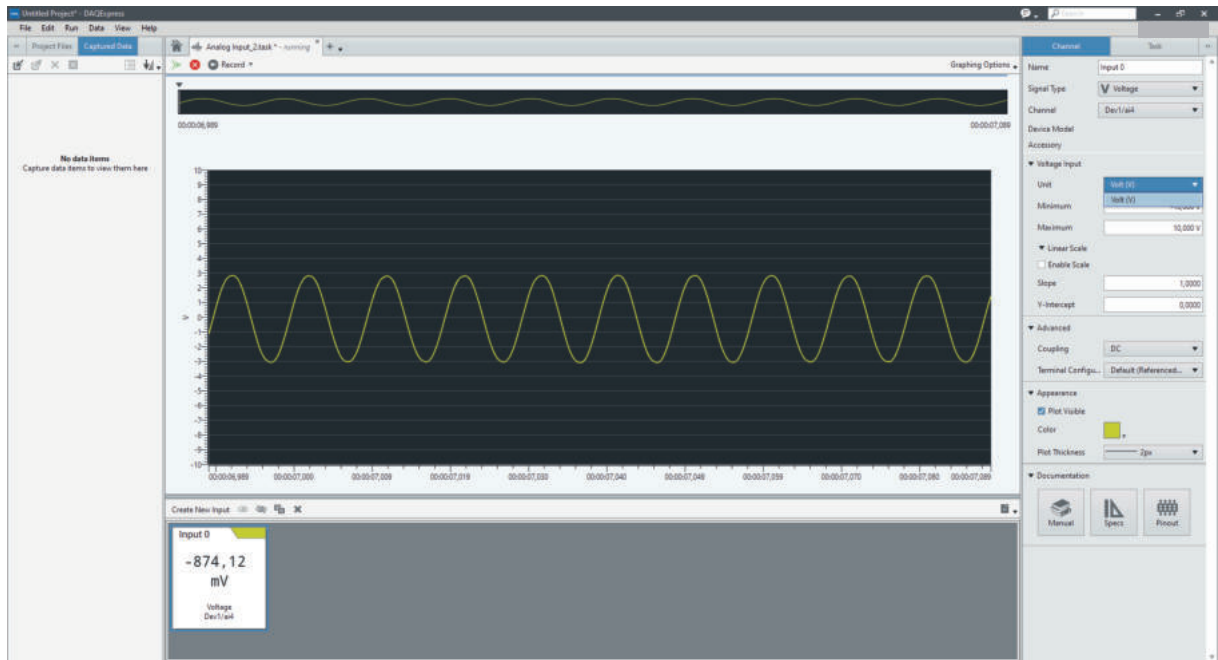 Untitled Project* - DAQExpress
Search
File Edit Run Data View Help
Project Files Captured Data
Analog Input_2.task * - running
Channel Task
Record
Graphing Options
Name Input 0
Signal Type Voltage
Channel Dev1/ai4
Device Model
Accessory
00:00:06,989 00:00:07,089
No data items
Capture data items to view them here
Voltage Input
Unit Volt (V)
Volt (V)
Minimum
Maximum 10,000 V
Linear Scale
Enable Scale
Slope 1,0000
Y-Intercept 0,0000
Advanced
Coupling DC
Terminal Configu... Default (Referenced...
Appearance
Plot Visible
Color
Plot Thickness 2px
Documentation
Manual Specs Pinout
10
9
8
7
6
5
4
3
2
1
V 0
-1
-2
-3
-4
-5
-6
-7
-8
-9
-10
00:00:06,989 00:00:07,000 00:00:07,009 00:00:07,019 00:00:07,030 00:00:07,040 00:00:07,049 00:00:07,059 00:00:07,070 00:00:07,080 00:00:07,089
Create New Input
Input 0
-874,12
mV
Voltage
Dev1/ai4